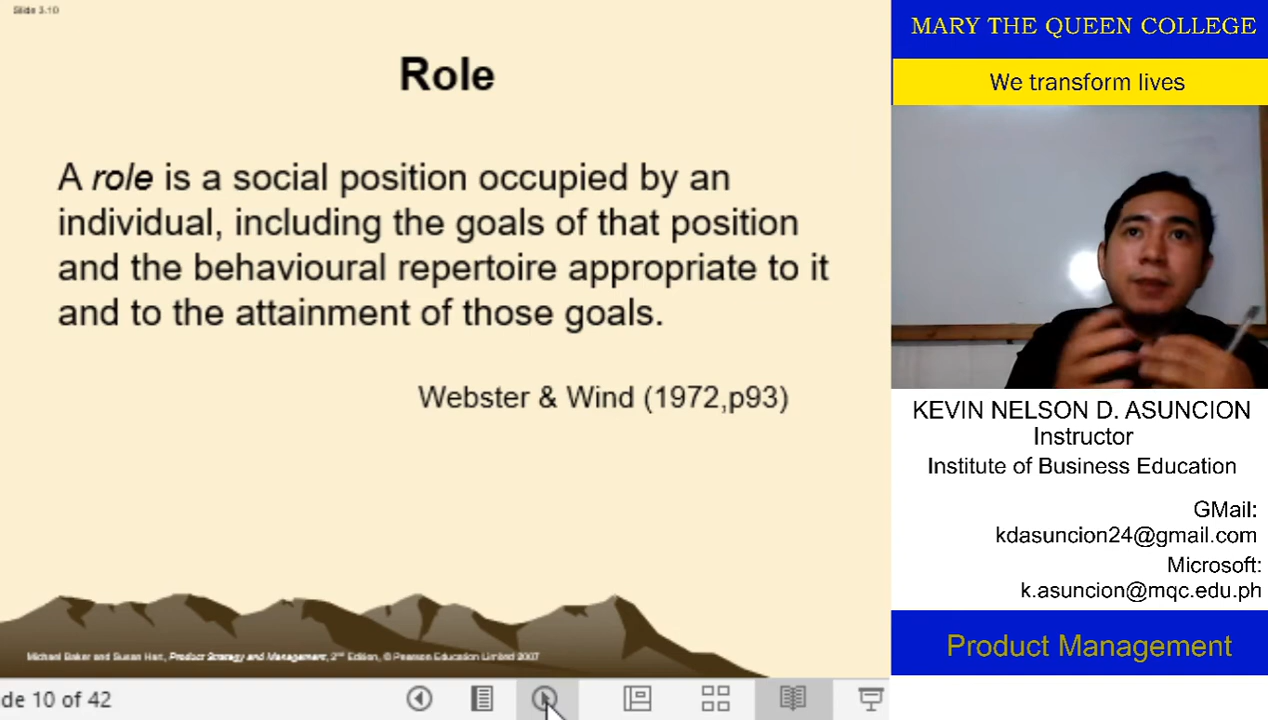 Slide 3.10
Role
A role is a social position occupied by an
individual, including the goals of that position
and the behavioural repertoire appropriate to it
and to the attainment of those goals.
Webster & Wind (1972,p93)
Michael Baker and Susan Hart, Product Strategy and Management, 2nd Edition, © Pearson Education Limited 2007
de 10 of 42
MARY THE QUEEN COLLEGE
We transform lives
KEVIN NELSON D. ASUNCION
Instructor
Institute of Business Education
GMail:
kdasuncion24@gmail.com
Microsoft:
k.asuncion@mqc.edu.ph
Product Management